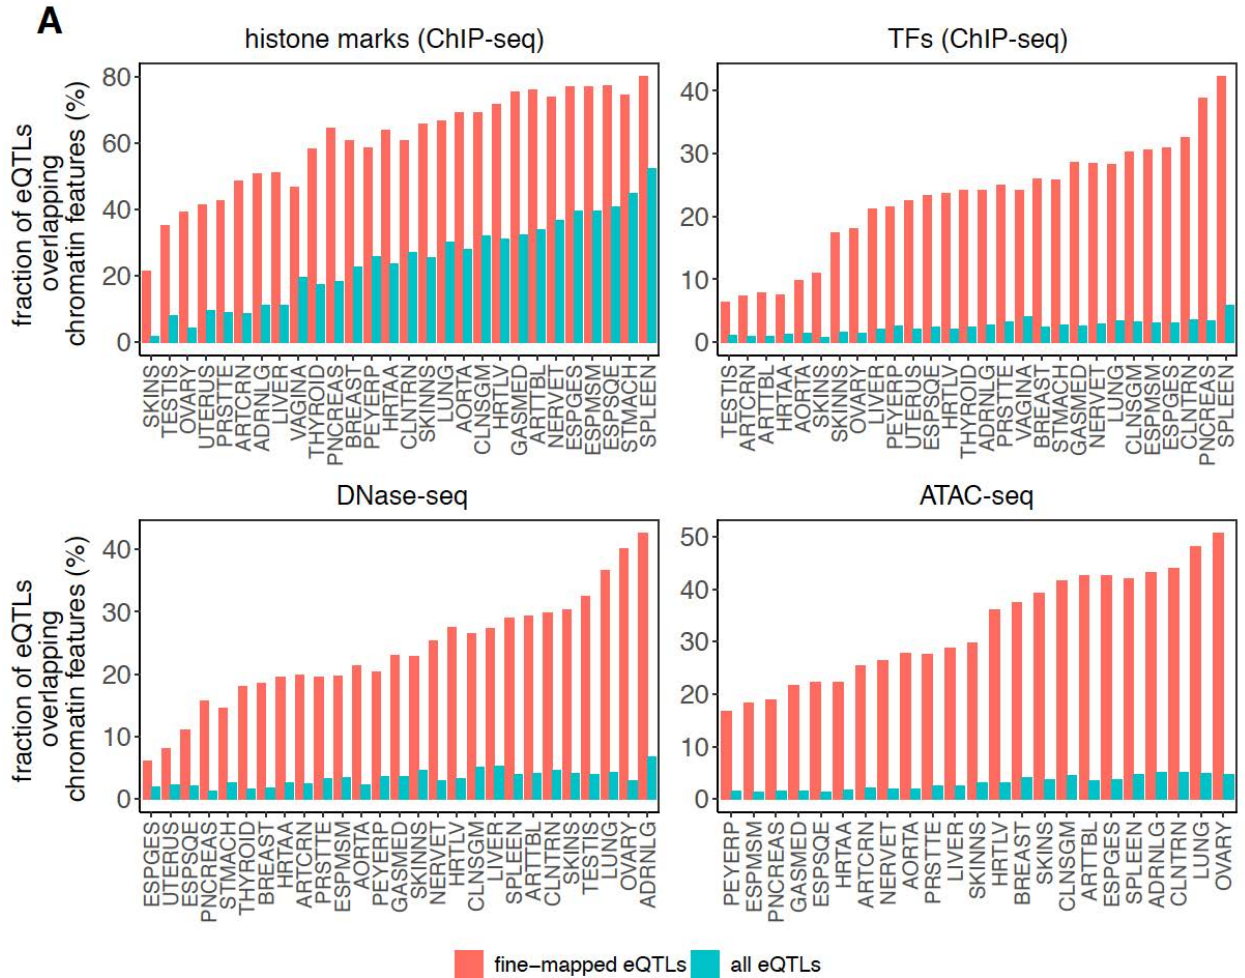 A
histone marks (ChIP-seq)
TFs (ChIP-seq)
fraction of eQTLs
overlapping
chromatin features (%)
80
60
40
20
0
40
30
20
10
0
SKINS
TESTIS
OVARY
UTERUS
PRSTTE
ARTCRN
ADRNLG
LIVER
VAGINA
THYROID
PNCREAS
BREAST
PEYERP
HRTAA
CLNTRN
SKINNS
LUNG
AORTA
CLNSGM
HRTLV
GASMED
ARTTBL
NERVET
ESPGES
ESPMSM
ESPSQE
STMACH
SPLEEN
TESTIS
ARTCRN
ARTTBL
HRTAA
AORTA
SKINS
SKINNS
OVARY
LIVER
PEYERP
UTERUS
ESPSQE
HRTLV
THYROID
ADRNLG
PRSTTE
VAGINA
BREAST
STMACH
GASMED
NERVET
LUNG
CLNSGM
ESPMSM
ESPGES
CLNTRN
PNCREAS
SPLEEN
DNase-seq
ATAC-seq
fraction of eQTLs
overlapping
chromatin features (%)
40
30
20
10
0
50
40
30
20
10
0
ESPGES
UTERUS
ESPSQE
PNCREAS
STMACH
THYROID
BREAST
HRTAA
ARTCRN
PRSTTE
ESPMSM
AORTA
PEYERP
GASMED
SKINNS
NERVET
HRTLV
CLNSGM
LIVER
SPLEEN
ARTTBL
CLNTRN
SKINS
TESTIS
LUNG
OVARY
ADRNLG
PEYERP
ESPMSM
PNCREAS
GASMED
ESPSQE
HRTAA
ARTCRN
NERVET
AORTA
PRSTTE
LIVER
SKINNS
HRTLV
BREAST
SKINS
CLNSGM
ARTTBL
ESPGES
SPLEEN
ADRNLG
CLNTRN
LUNG
OVARY
fine−mapped eQTLs
all eQTLs